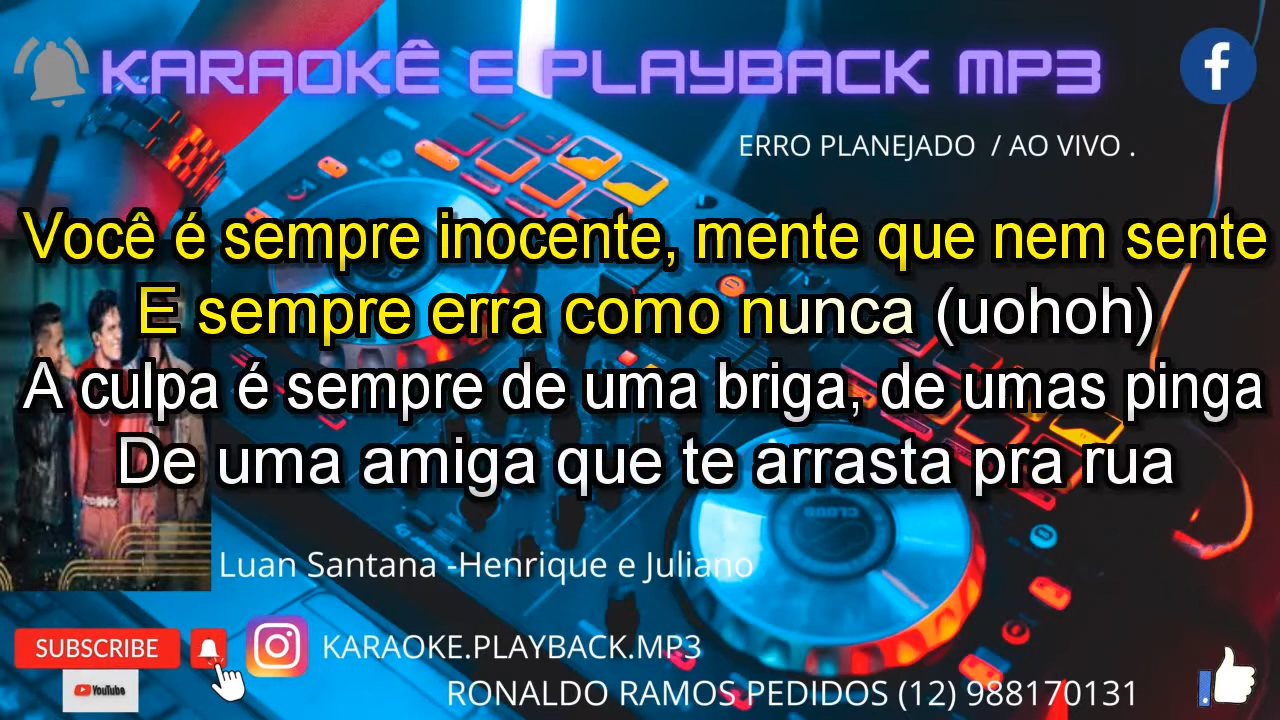 KARAOKÊ E PLAYBACK MP3
ERRO PLANEJADO / AO VIVO .
Você é sempre inocente, mente que nem sente
E sempre erra como nunca (uohoh)
A culpa é sempre de uma briga, de umas pinga
De uma amiga que te arrasta pra rua
Luan Santana -Henrique e Juliano
SUBSCRIBE
YouTube
KARAOKE.PLAYBACK.MP3
RONALDO RAMOS PEDIDOS (12) 988170131
CLOUD